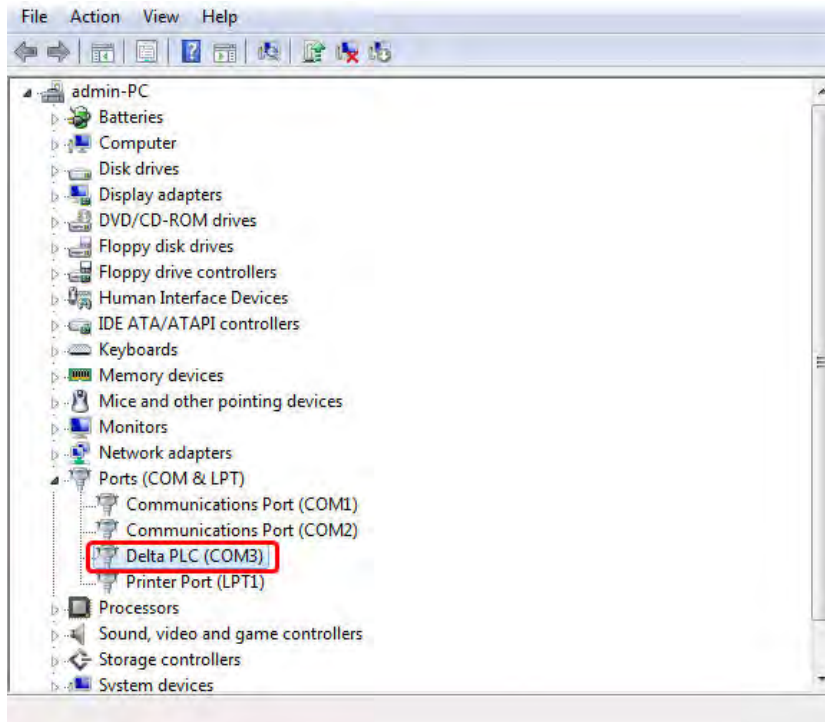 File Action View Help
admin-PC
Batteries
Computer
Disk drives
Display adapters
DVD/CD-ROM drives
Floppy disk drives
Floppy drive controllers
Human Interface Devices
IDE ATA/ATAPI controllers
Keyboards
Memory devices
Mice and other pointing devices
Monitors
Network adapters
Ports (COM & LPT)
Communications Port (COM1)
Communications Port (COM2)
Delta PLC (COM3)
Printer Port (LPT1)
Processors
Sound, video and game controllers
Storage controllers
System devices